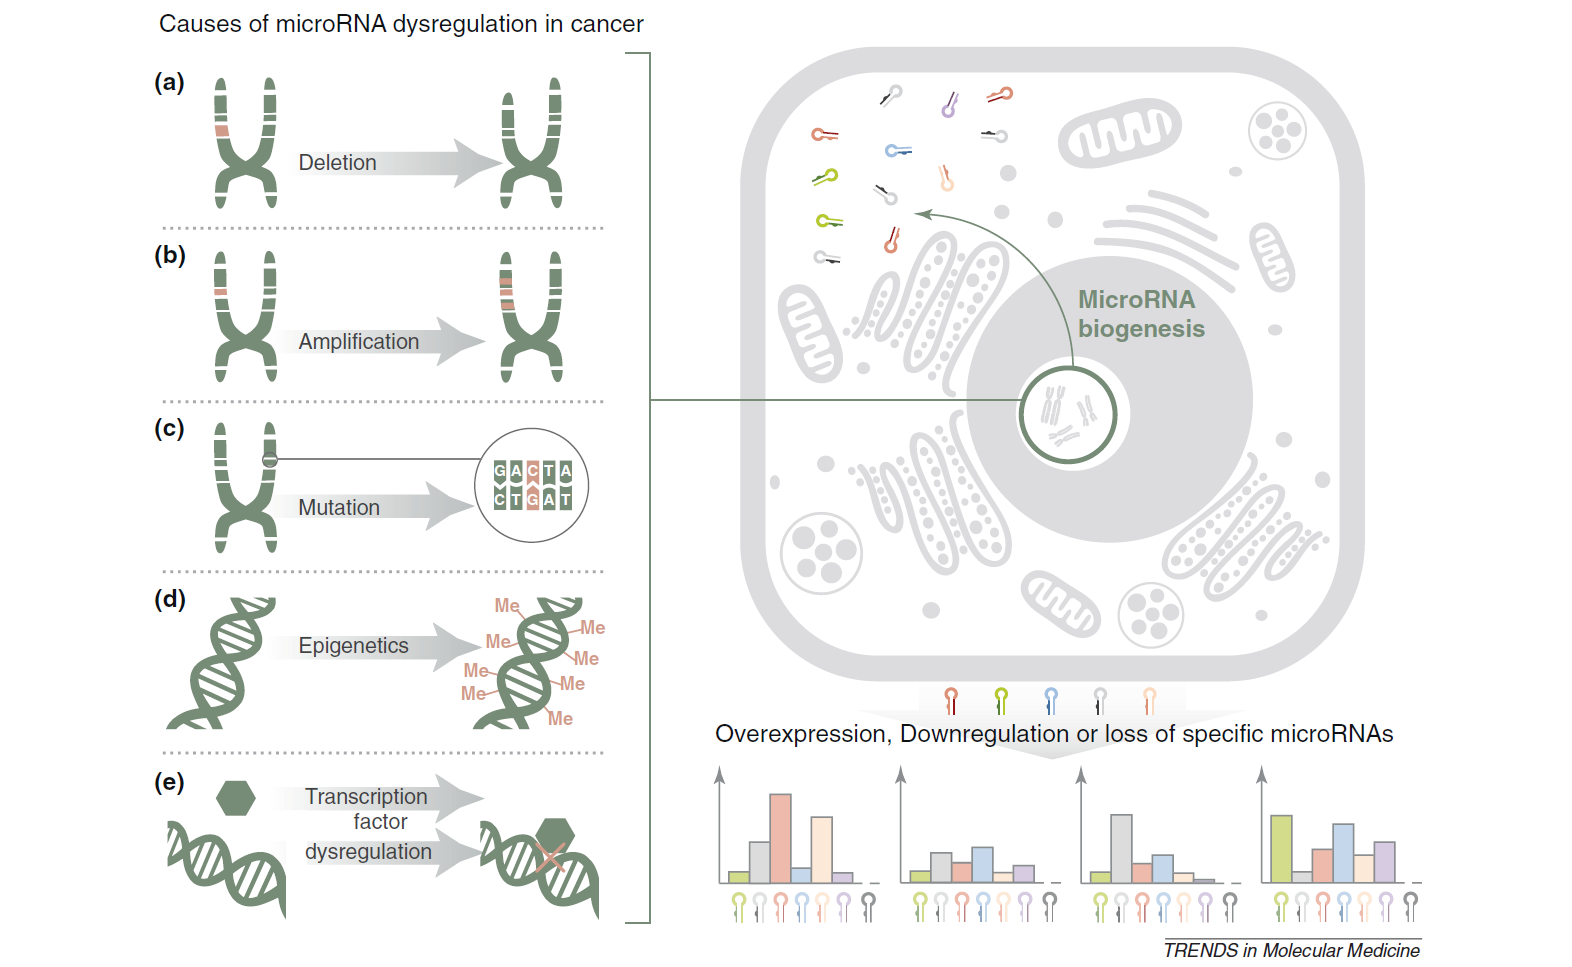 Causes of microRNA dysregulation in cancer
(a)
Deletion
(b)
Amplification
(c)
Mutation
G A C T A
C T G A T
(d)
Epigenetics
Me
Me
Me
Me
Me
Me
Me
Me
(e)
Transcription
factor
dysregulation
MicroRNA
biogenesis
Overexpression, Downregulation or loss of specific microRNAs
TRENDS in Molecular Medicine